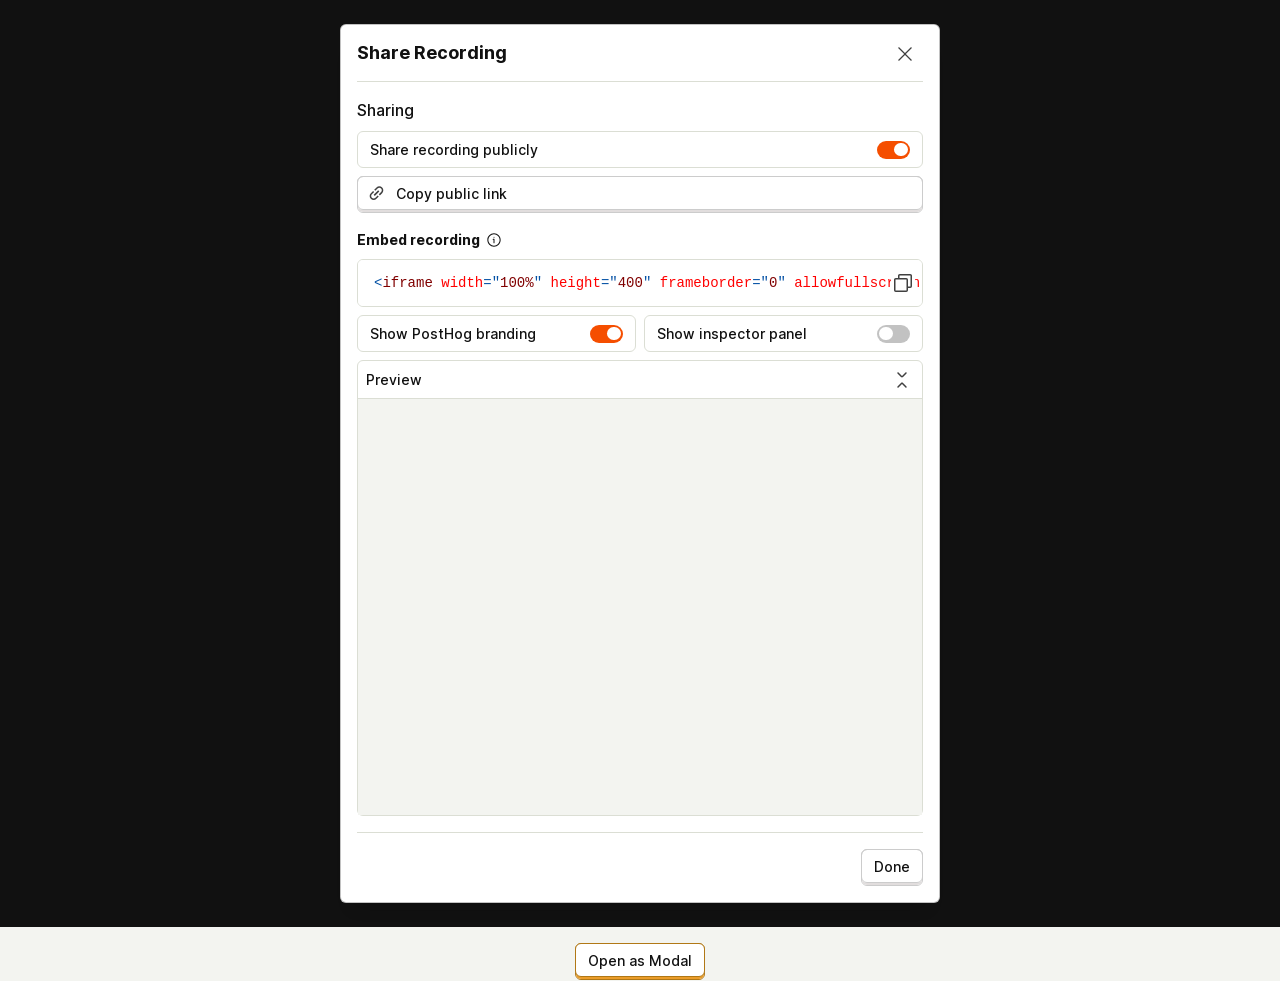 Share Recording
Sharing
Share recording publicly
Copy public link
Embed recording
<iframe width="100%" height="400" frameborder="0" allowfullscr
Show PostHog branding
Show inspector panel
Preview
Done
Open as Modal